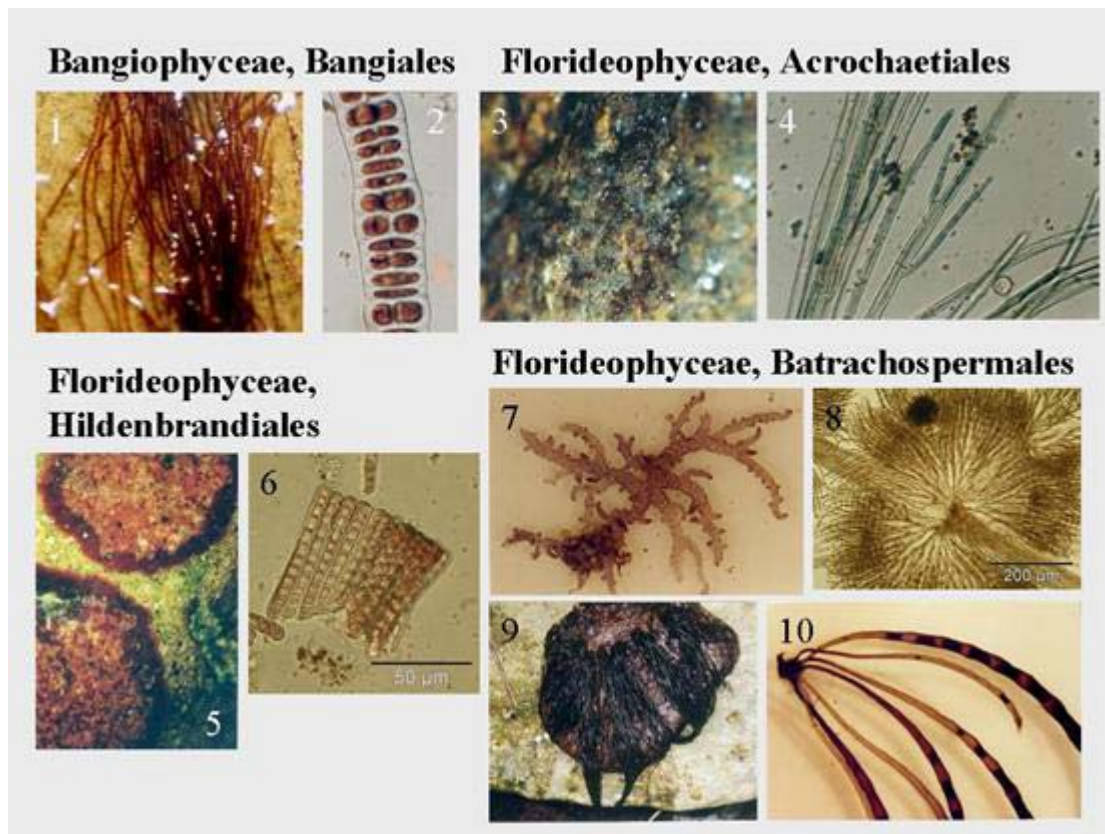 Bangiophyceae, Bangiales
Florideophyceae, Acrochaetiales
1
2
3
4
Florideophyceae,
Hildenbrandiales
Florideophyceae, Batrachospermales
5
6
50 µm
7
8
200 µm
9
10